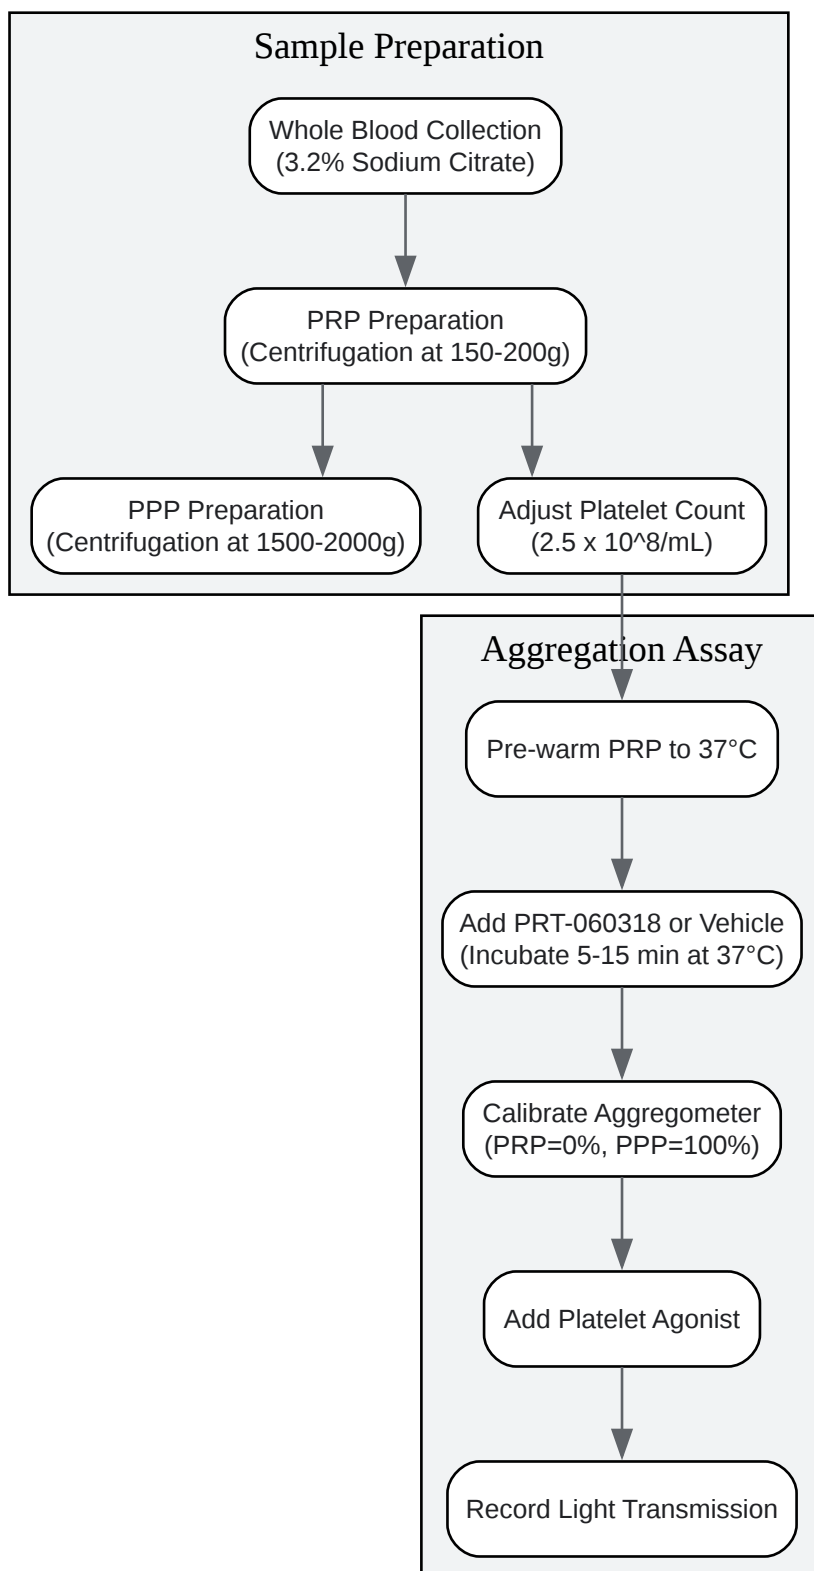 Sample Preparation
Whole Blood Collection
(3.2% Sodium Citrate)
PRP Preparation
(Centrifugation at 150-200g)
PPP Preparation
(Centrifugation at 1500-2000g)
Adjust Platelet Count
(2.5 x 10^8/mL)
Aggregation Assay
Pre-warm PRP to 37°C
Add PRT-060318 or Vehicle
(Incubate 5-15 min at 37°C)
Calibrate Aggregometer
(PRP=0%, PPP=100%)
Add Platelet Agonist
Record Light Transmission